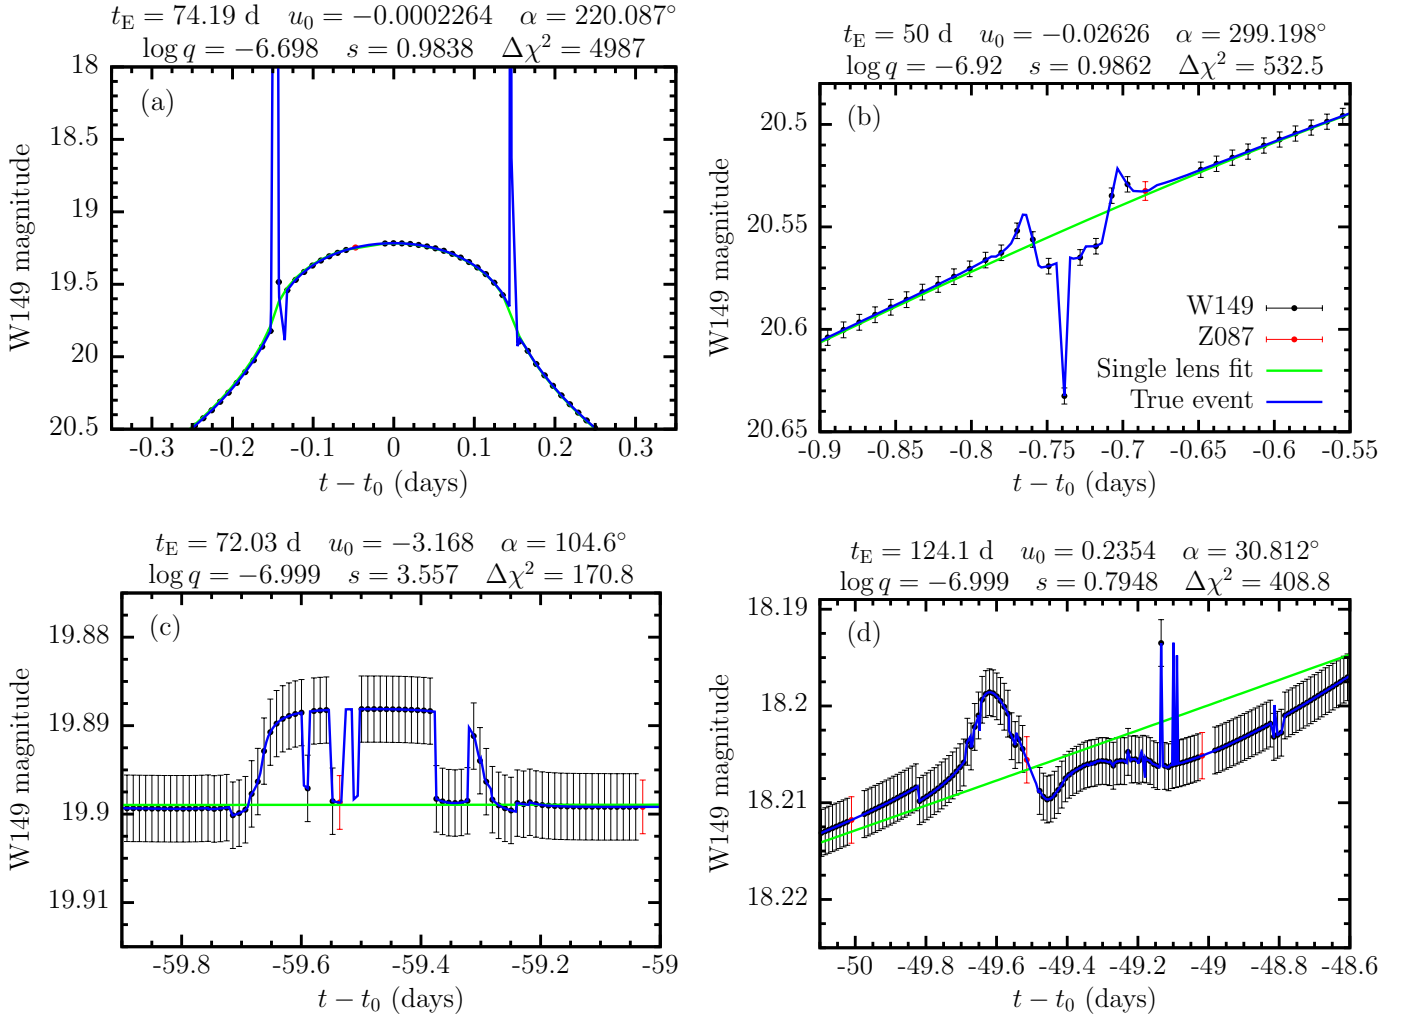 t_E = 74.19 d u_0 = −0.0002264 α = 220.087°
log q = −6.698 s = 0.9838 Δχ² = 4987
(a)
18
18.5
19
19.5
20
20.5
W149 magnitude
-0.3 -0.2 -0.1 0 0.1 0.2 0.3
t − t_0 (days)
t_E = 50 d u_0 = −0.02626 α = 299.198°
log q = −6.92 s = 0.9862 Δχ² = 532.5
(b)
20.5
20.55
20.6
20.65
W149 magnitude
W149
Z087
Single lens fit
True event
-0.9 -0.85 -0.8 -0.75 -0.7 -0.65 -0.6 -0.55
t − t_0 (days)
t_E = 72.03 d u_0 = −3.168 α = 104.6°
log q = −6.999 s = 3.557 Δχ² = 170.8
(c)
19.88
19.89
19.9
19.91
W149 magnitude
-59.8 -59.6 -59.4 -59.2 -59
t − t_0 (days)
t_E = 124.1 d u_0 = 0.2354 α = 30.812°
log q = −6.999 s = 0.7948 Δχ² = 408.8
(d)
18.19
18.2
18.21
18.22
W149 magnitude
-50 -49.8 -49.6 -49.4 -49.2 -49 -48.8 -48.6
t − t_0 (days)